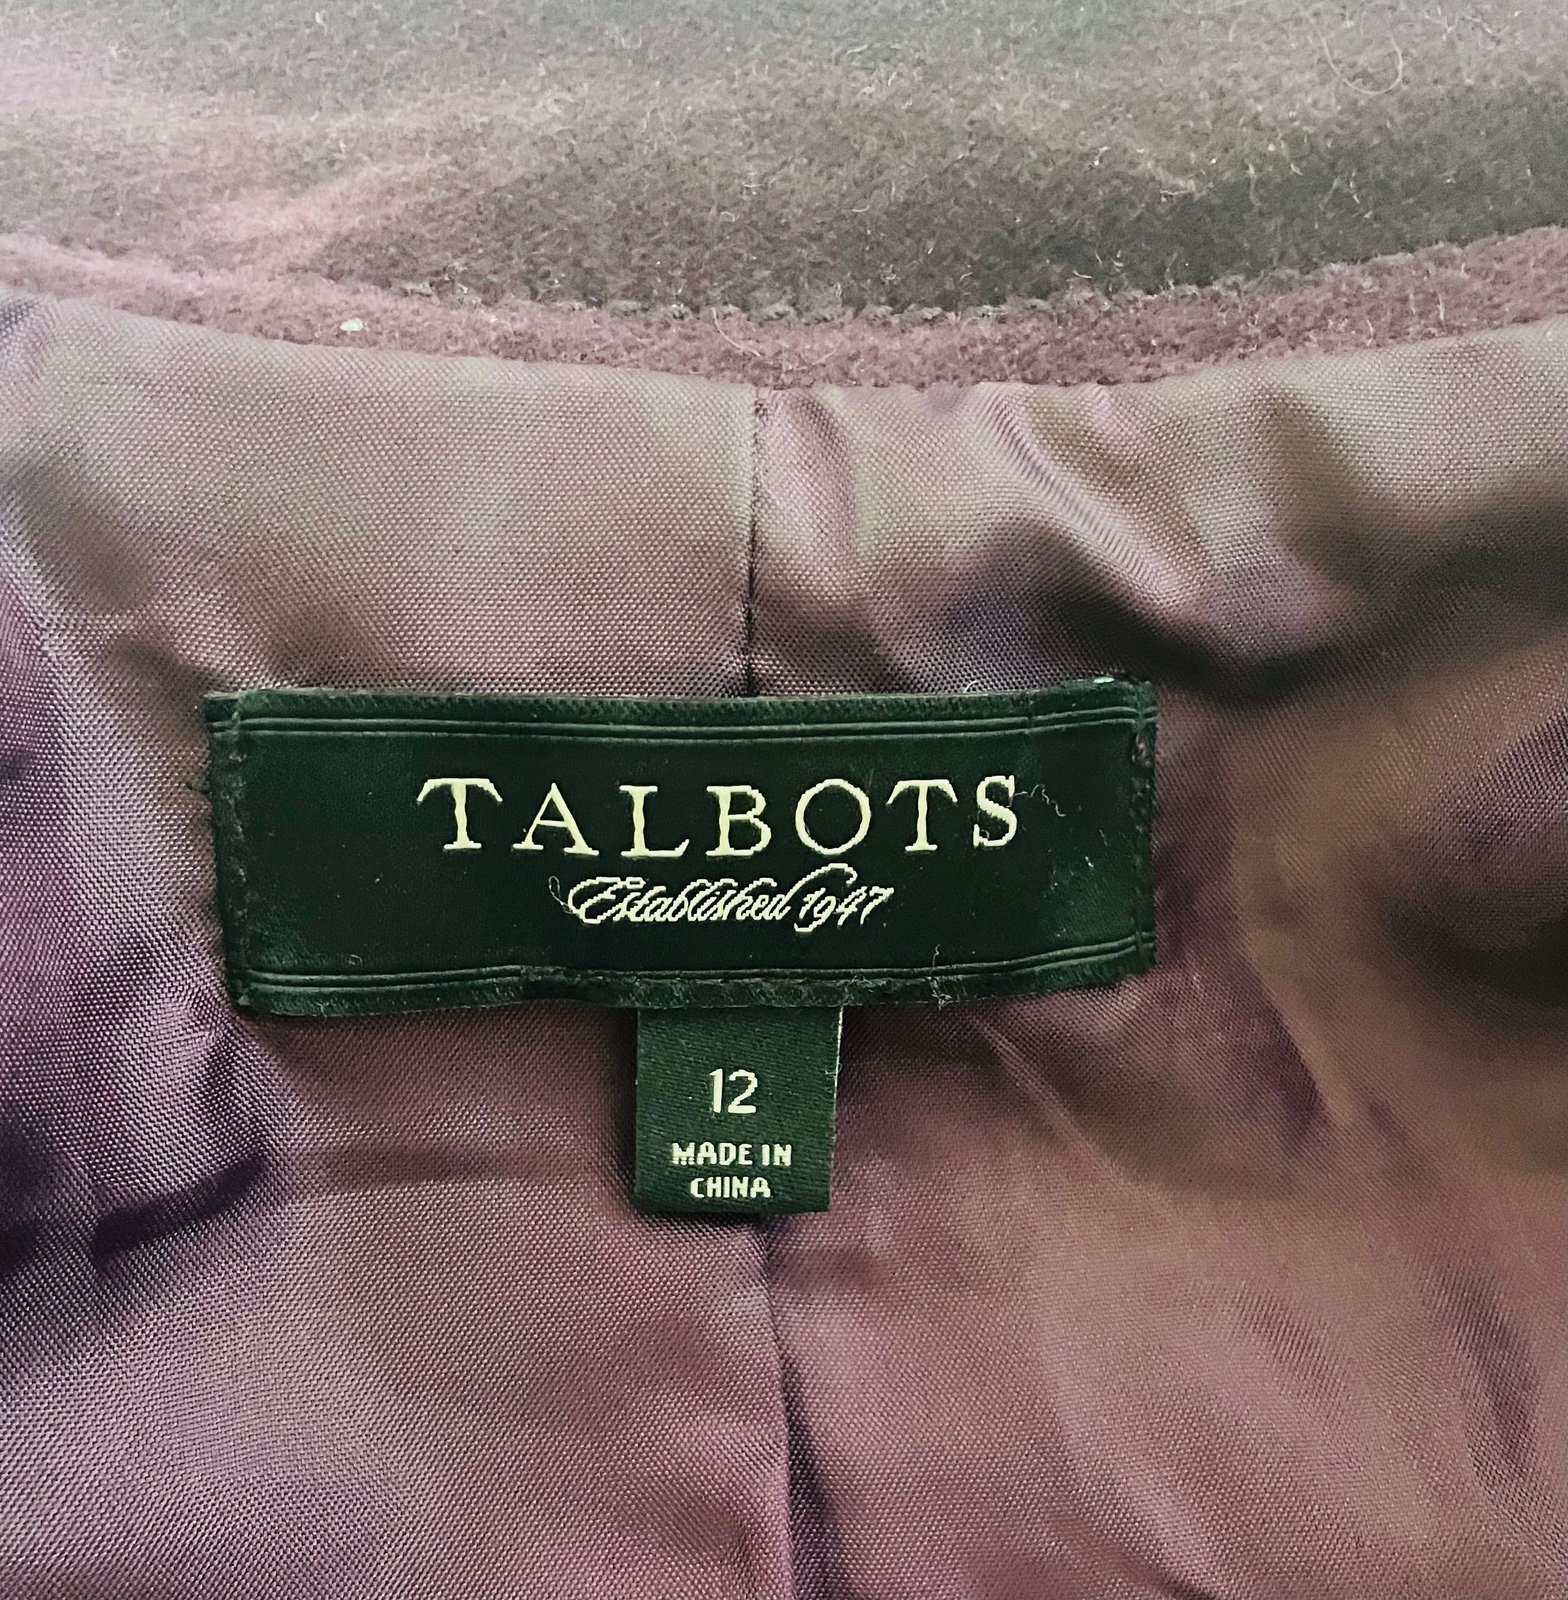 TALBOTS
Established 1947
12
MADE IN
CHINA